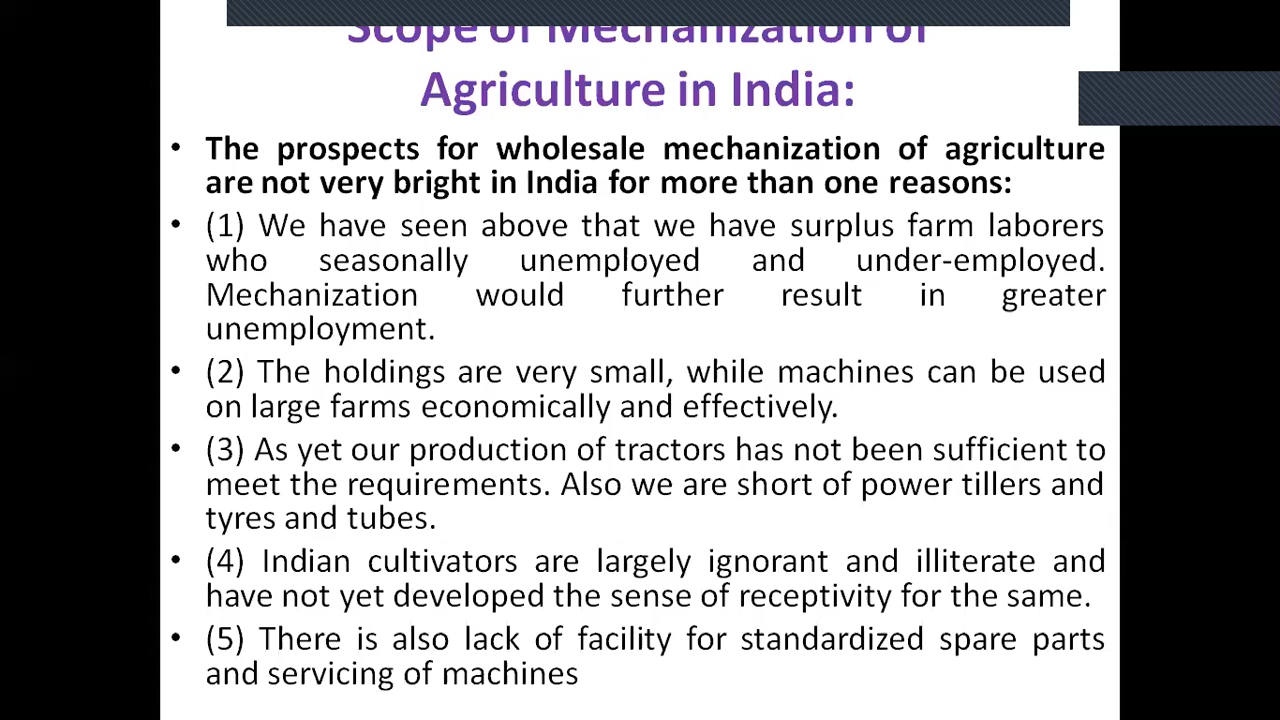 Scope of Mechanization of
Agriculture in India:
• The prospects for wholesale mechanization of agriculture
are not very bright in India for more than one reasons:
• (1) We have seen above that we have surplus farm laborers
who seasonally unemployed and under-employed.
Mechanization would further result in greater
unemployment.
• (2) The holdings are very small, while machines can be used
on large farms economically and effectively.
• (3) As yet our production of tractors has not been sufficient to
meet the requirements. Also we are short of power tillers and
tyres and tubes.
• (4) Indian cultivators are largely ignorant and illiterate and
have not yet developed the sense of receptivity for the same.
• (5) There is also lack of facility for standardized spare parts
and servicing of machines